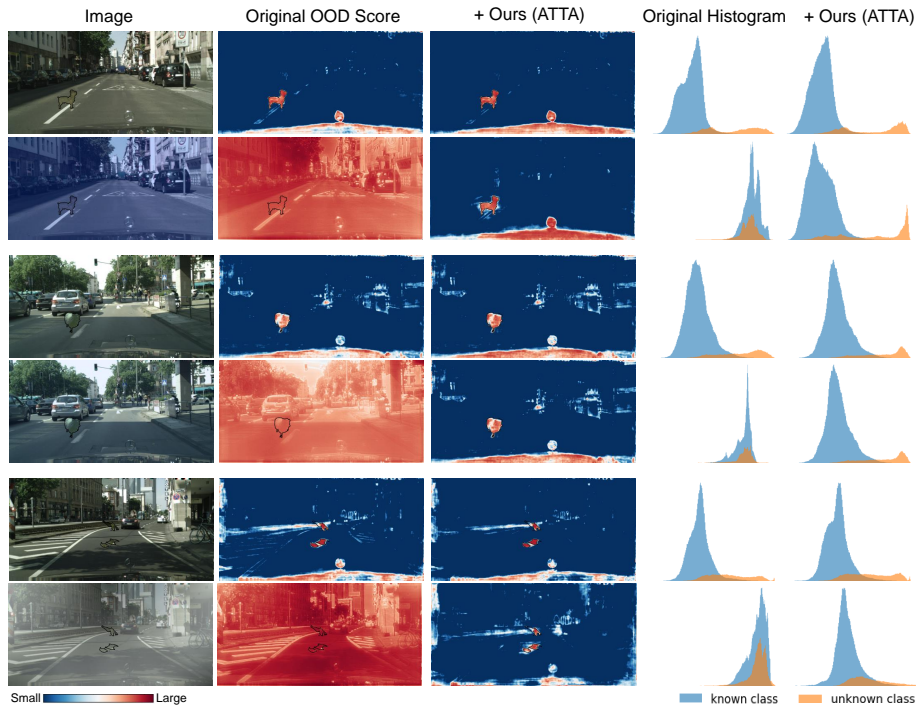 Image Original OOD Score + Ours (ATTA) Original Histogram + Ours (ATTA)
Small Large known class unknown class